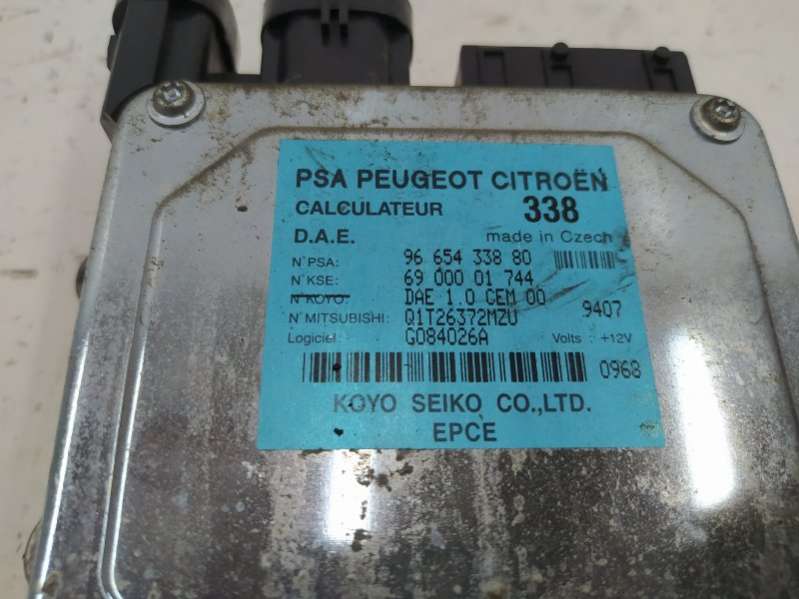 PSA PEUGEOT CITROËN
CALCULATEUR 338
D.A.E. made in Czech
N°PSA: 96 654 338 80
N°KSE: 69 000 01 744
N°KOYO: DAE 1.0 CEM 00
N°MITSUBISHI: Q1T26372MZU 9407
Logiciel: G084026A Volts : +12V
0968
KOYO SEIKO CO.,LTD.
EPCE